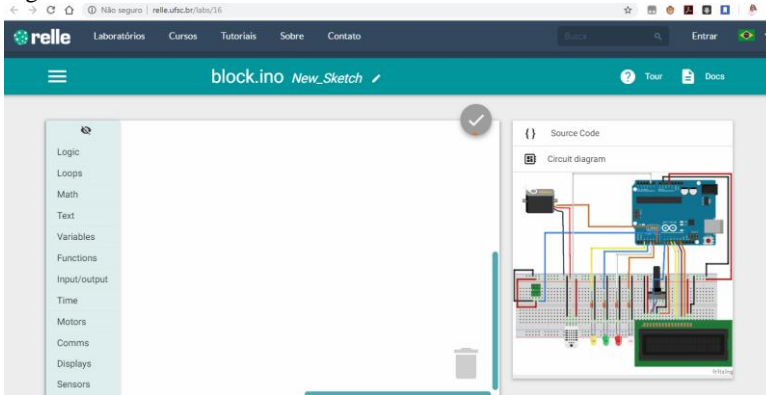 Não seguro | relle.ufsc.br/labs/16
relle Laboratórios Cursos Tutoriais Sobre Contato Busca Entrar
block.ino New_Sketch Tour Docs
Logic
Loops
Math
Text
Variables
Functions
Input/output
Time
Motors
Comms
Displays
Sensors
{} Source Code
Circuit diagram
fritzing